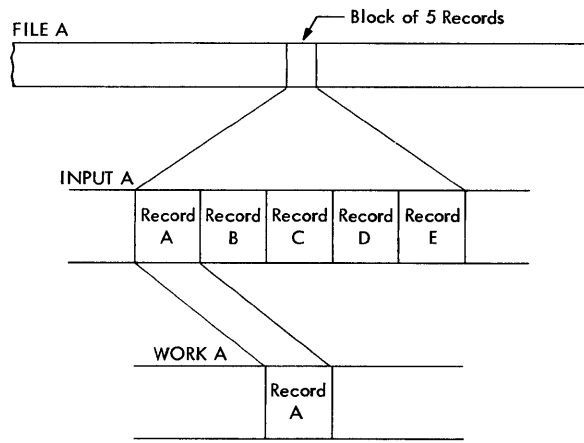 Block of 5 Records
FILE A
INPUT A
Record
A
Record
B
Record
C
Record
D
Record
E
WORK A
Record
A